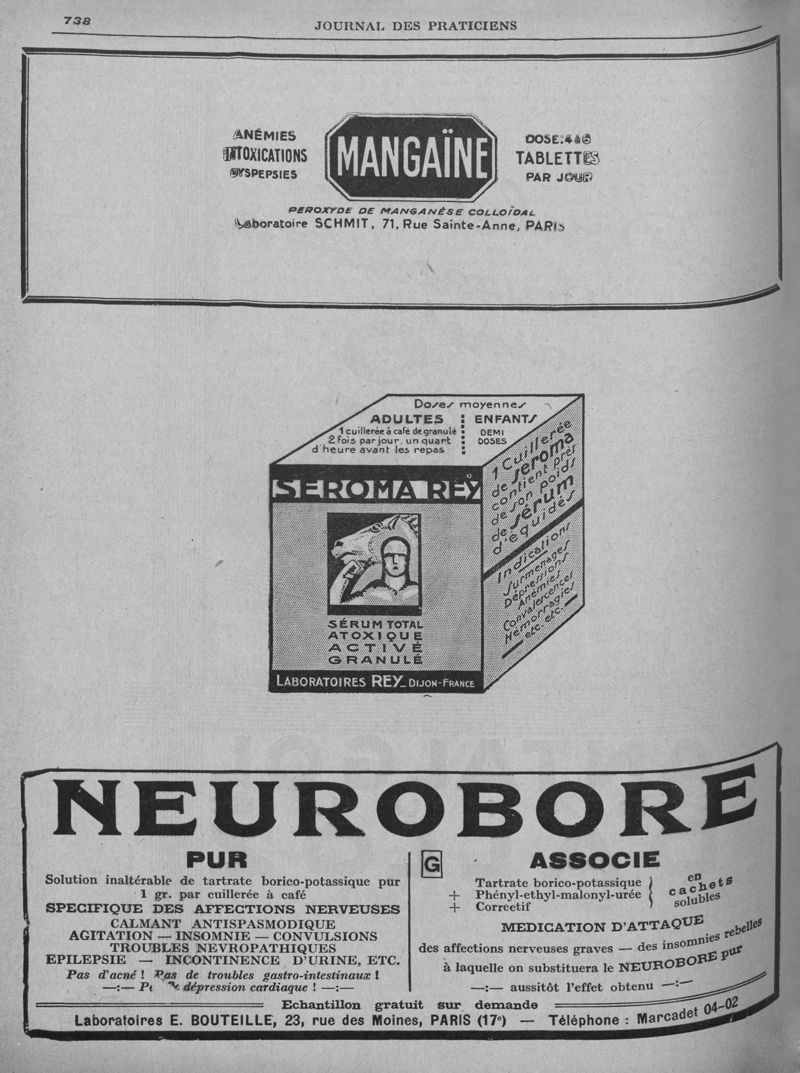 738
JOURNAL DES PRATICIENS
ANÉMIES
INTOXICATIONS
DYSPEPSIES
MANGAÏNE
DOSE: 4 à 6
TABLETTES
PAR JOUR
PEROXYDE DE MANGANÈSE COLLOÏDAL
Laboratoire SCHMIT, 71, Rue Sainte-Anne, PARIS
Doses moyennes
ADULTES
1 cuillerée à café de granulé
2 fois par jour, un quart
d'heure avant les repas
ENFANTS
DEMI
DOSES
SEROMA REY
SÉRUM TOTAL
ATOXIQUE
ACTIVÉ
GRANULÉ
LABORATOIRES REY_ DIJON-FRANCE
1 Cuillerée
de seroma
contient près
de son poids
de sérum
d'équidés
Indications
Surmenages
Dépressions
Anémies
Convalescences
Hémorragies
etc. etc.
NEUROBORE
PUR
Solution inaltérable de tartrate borico-potassique pur
1 gr. par cuillerée à café
SPECIFIQUE DES AFFECTIONS NERVEUSES
CALMANT ANTISPASMODIQUE
AGITATION — INSOMNIE — CONVULSIONS
TROUBLES NEVROPATHIQUES
EPILEPSIE — INCONTINENCE D'URINE, ETC.
Pas d'acné ! Pas de troubles gastro-intestinaux !
—:— dépression cardiaque ! —:—
G
ASSOCIE
Tartrate borico-potassique
+ Phényl-ethyl-malonyl-urée
+ Correctif
en
cachets
solubles
MEDICATION D'ATTAQUE
des affections nerveuses graves — des insomnies rebelles
à laquelle on substituera le NEUROBORE pur
—:— aussitôt l'effet obtenu —:—
Echantillon gratuit sur demande
Laboratoires E. BOUTEILLE, 23, rue des Moines, PARIS (17e) — Téléphone : Marcadet 04-02